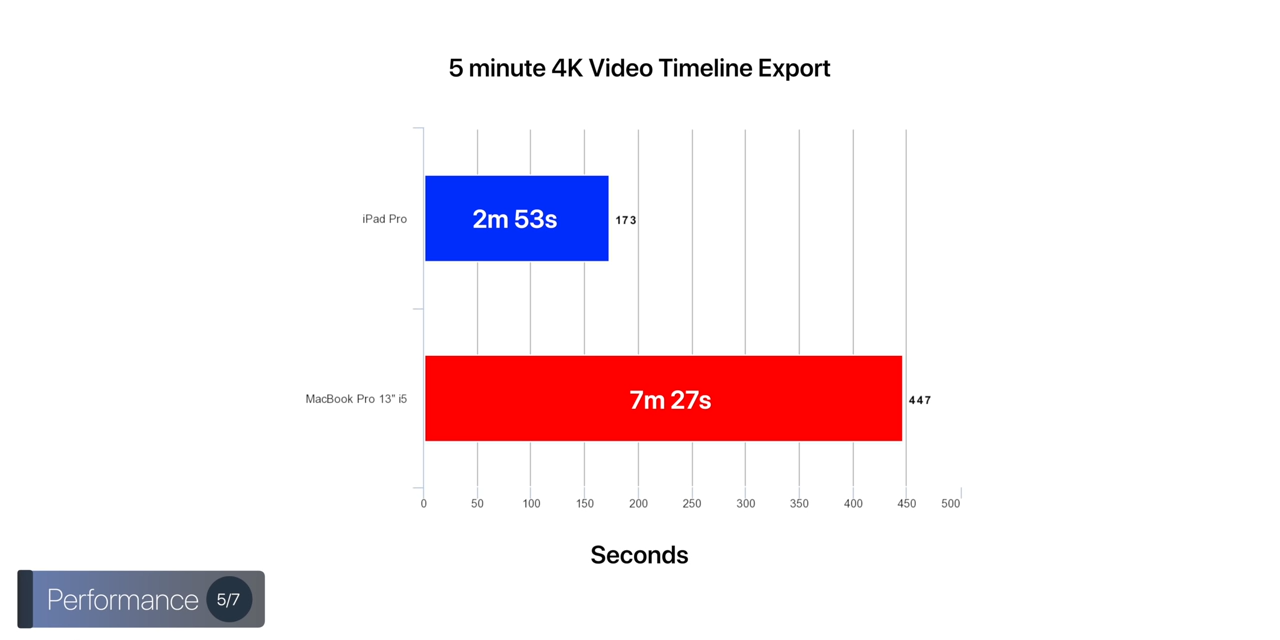 5 minute 4K Video Timeline Export
iPad Pro
2m 53s
173
MacBook Pro 13" i5
7m 27s
447
0 50 100 150 200 250 300 350 400 450 500
Seconds
Performance 5/7